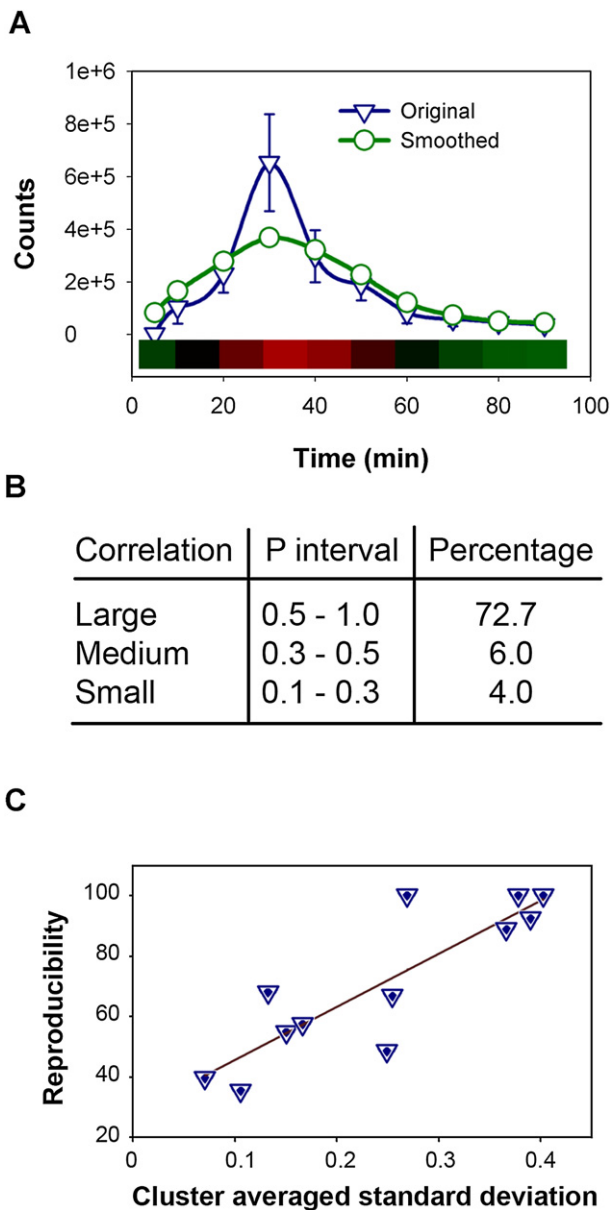 A
1e+6
8e+5
6e+5
4e+5
2e+5
0
Counts
Original
Smoothed
0 20 40 60 80 100
Time (min)
B
Correlation P interval Percentage
Large 0.5 - 1.0 72.7
Medium 0.3 - 0.5 6.0
Small 0.1 - 0.3 4.0
C
100
80
60
40
20
Reproducibility
0 0.1 0.2 0.3 0.4
Cluster averaged standard deviation